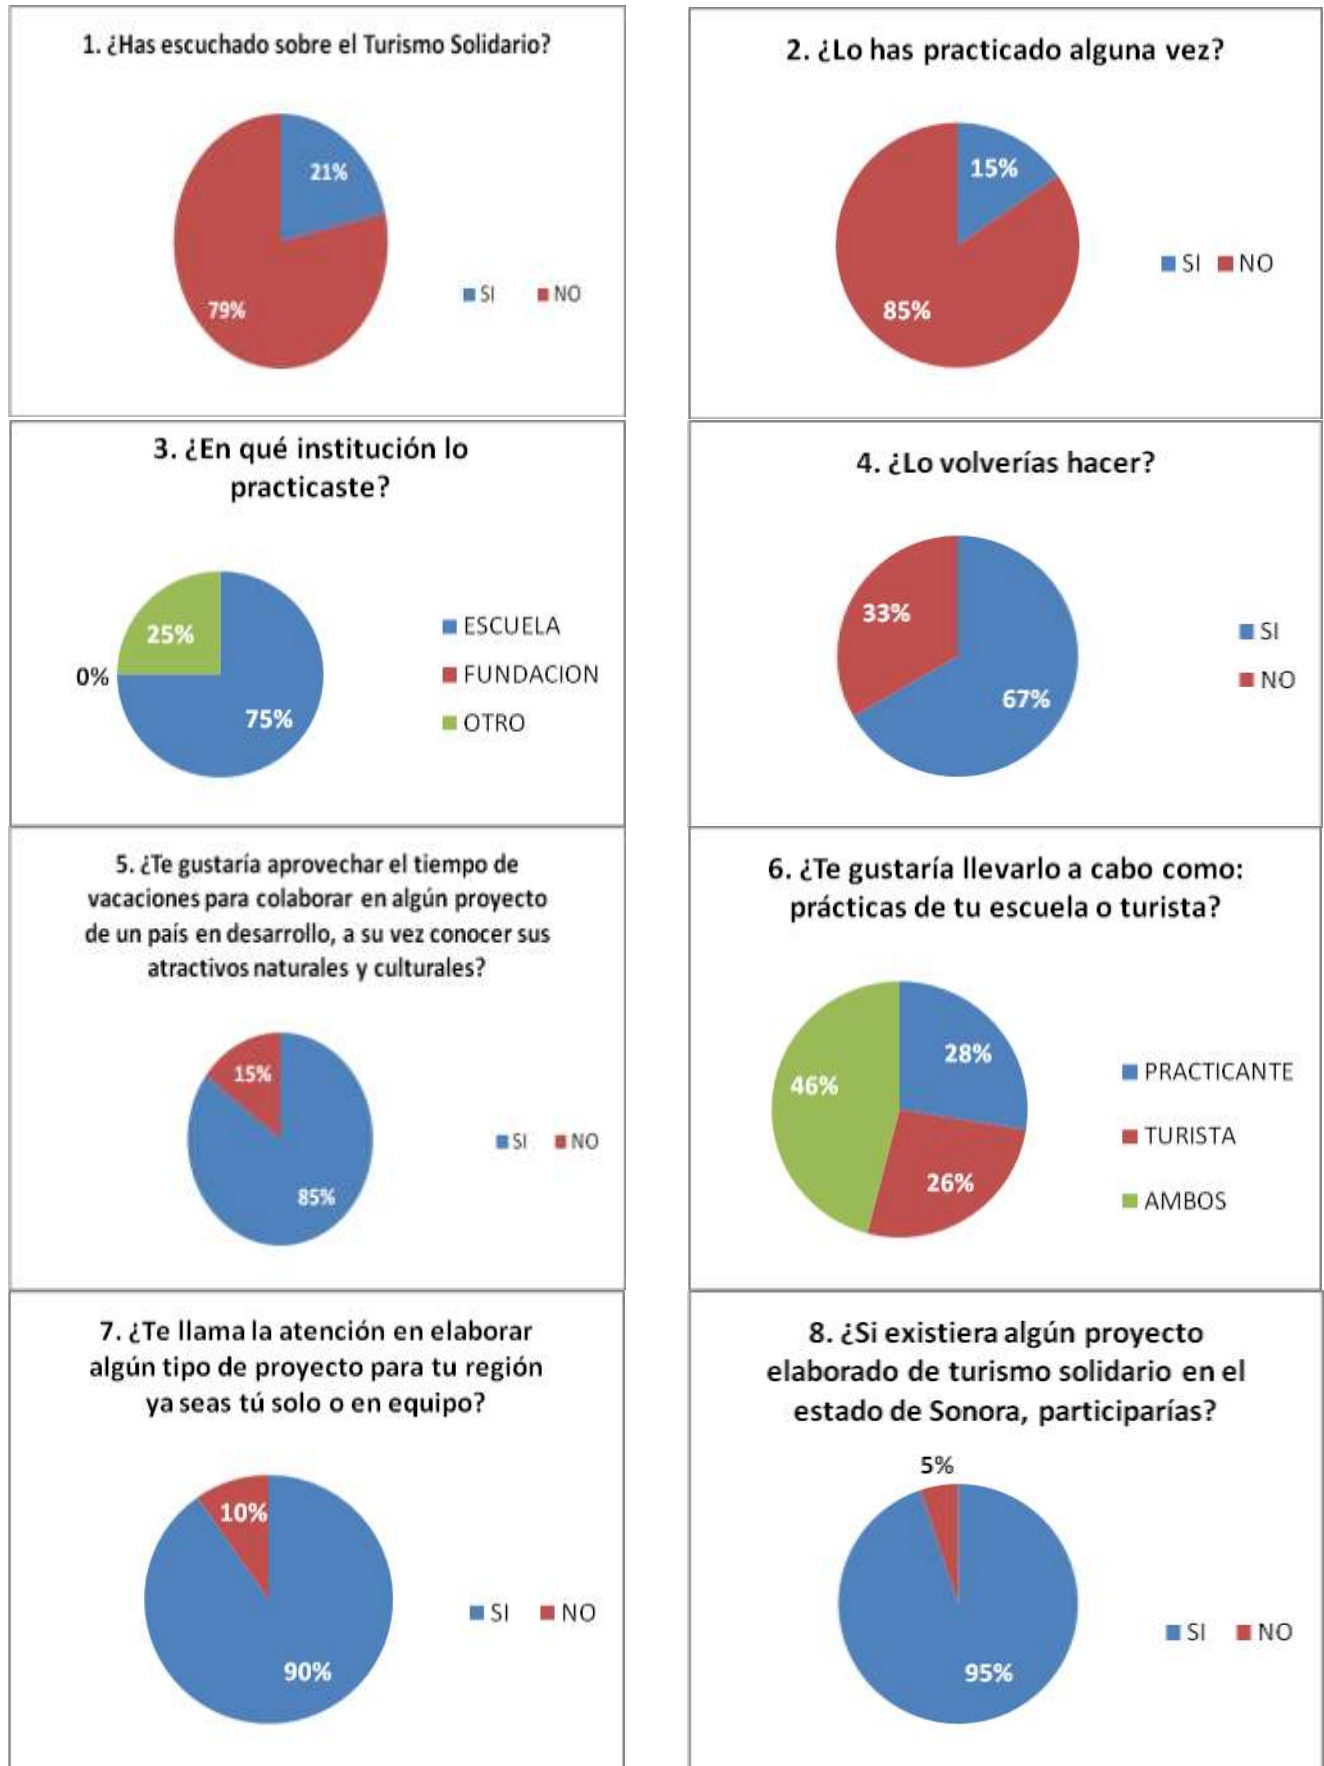 1. ¿Has escuchado sobre el Turismo Solidario?
21%
79%
SI NO
2. ¿Lo has practicado alguna vez?
15%
85%
SI NO
3. ¿En qué institución lo
practicaste?
25%
0%
75%
ESCUELA
FUNDACION
OTRO
4. ¿Lo volverías hacer?
33%
67%
SI
NO
5. ¿Te gustaría aprovechar el tiempo de
vacaciones para colaborar en algún proyecto
de un país en desarrollo, a su vez conocer sus
atractivos naturales y culturales?
15%
85%
SI NO
6. ¿Te gustaría llevarlo a cabo como:
prácticas de tu escuela o turista?
28%
46%
26%
PRACTICANTE
TURISTA
AMBOS
7. ¿Te llama la atención en elaborar
algún tipo de proyecto para tu región
ya seas tú solo o en equipo?
10%
90%
SI NO
8. ¿Si existiera algún proyecto
elaborado de turismo solidario en el
estado de Sonora, participarías?
5%
95%
SI NO